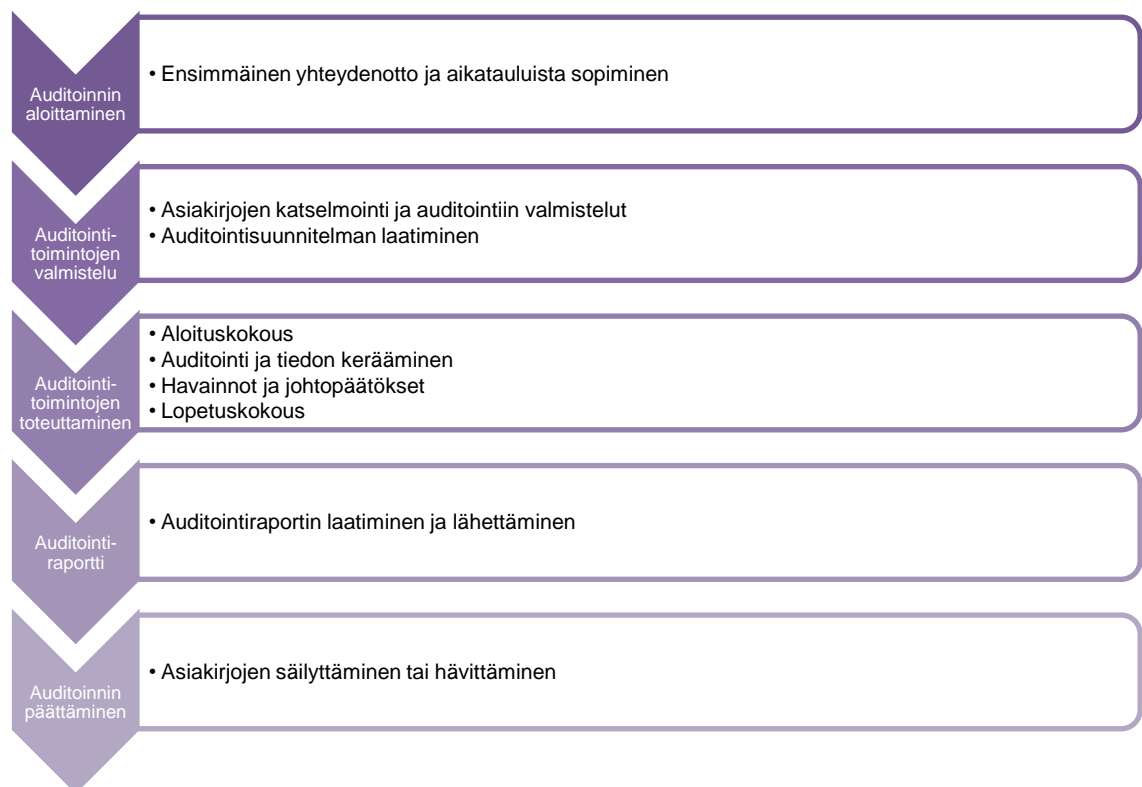 Auditoinnin
aloittaminen
• Ensimmäinen yhteydenotto ja aikatauluista sopiminen
Auditointi-
toimintojen
valmistelu
• Asiakirjojen katselmointi ja auditointiin valmistelut
• Auditointisuunnitelman laatiminen
Auditointi-
toimintojen
toteuttaminen
• Aloituskokous
• Auditointi ja tiedon kerääminen
• Havainnot ja johtopäätökset
• Lopetuskokous
Auditointi-
raportti
• Auditointiraportin laatiminen ja lähettäminen
Auditoinnin
päättäminen
• Asiakirjojen säilyttäminen tai hävittäminen